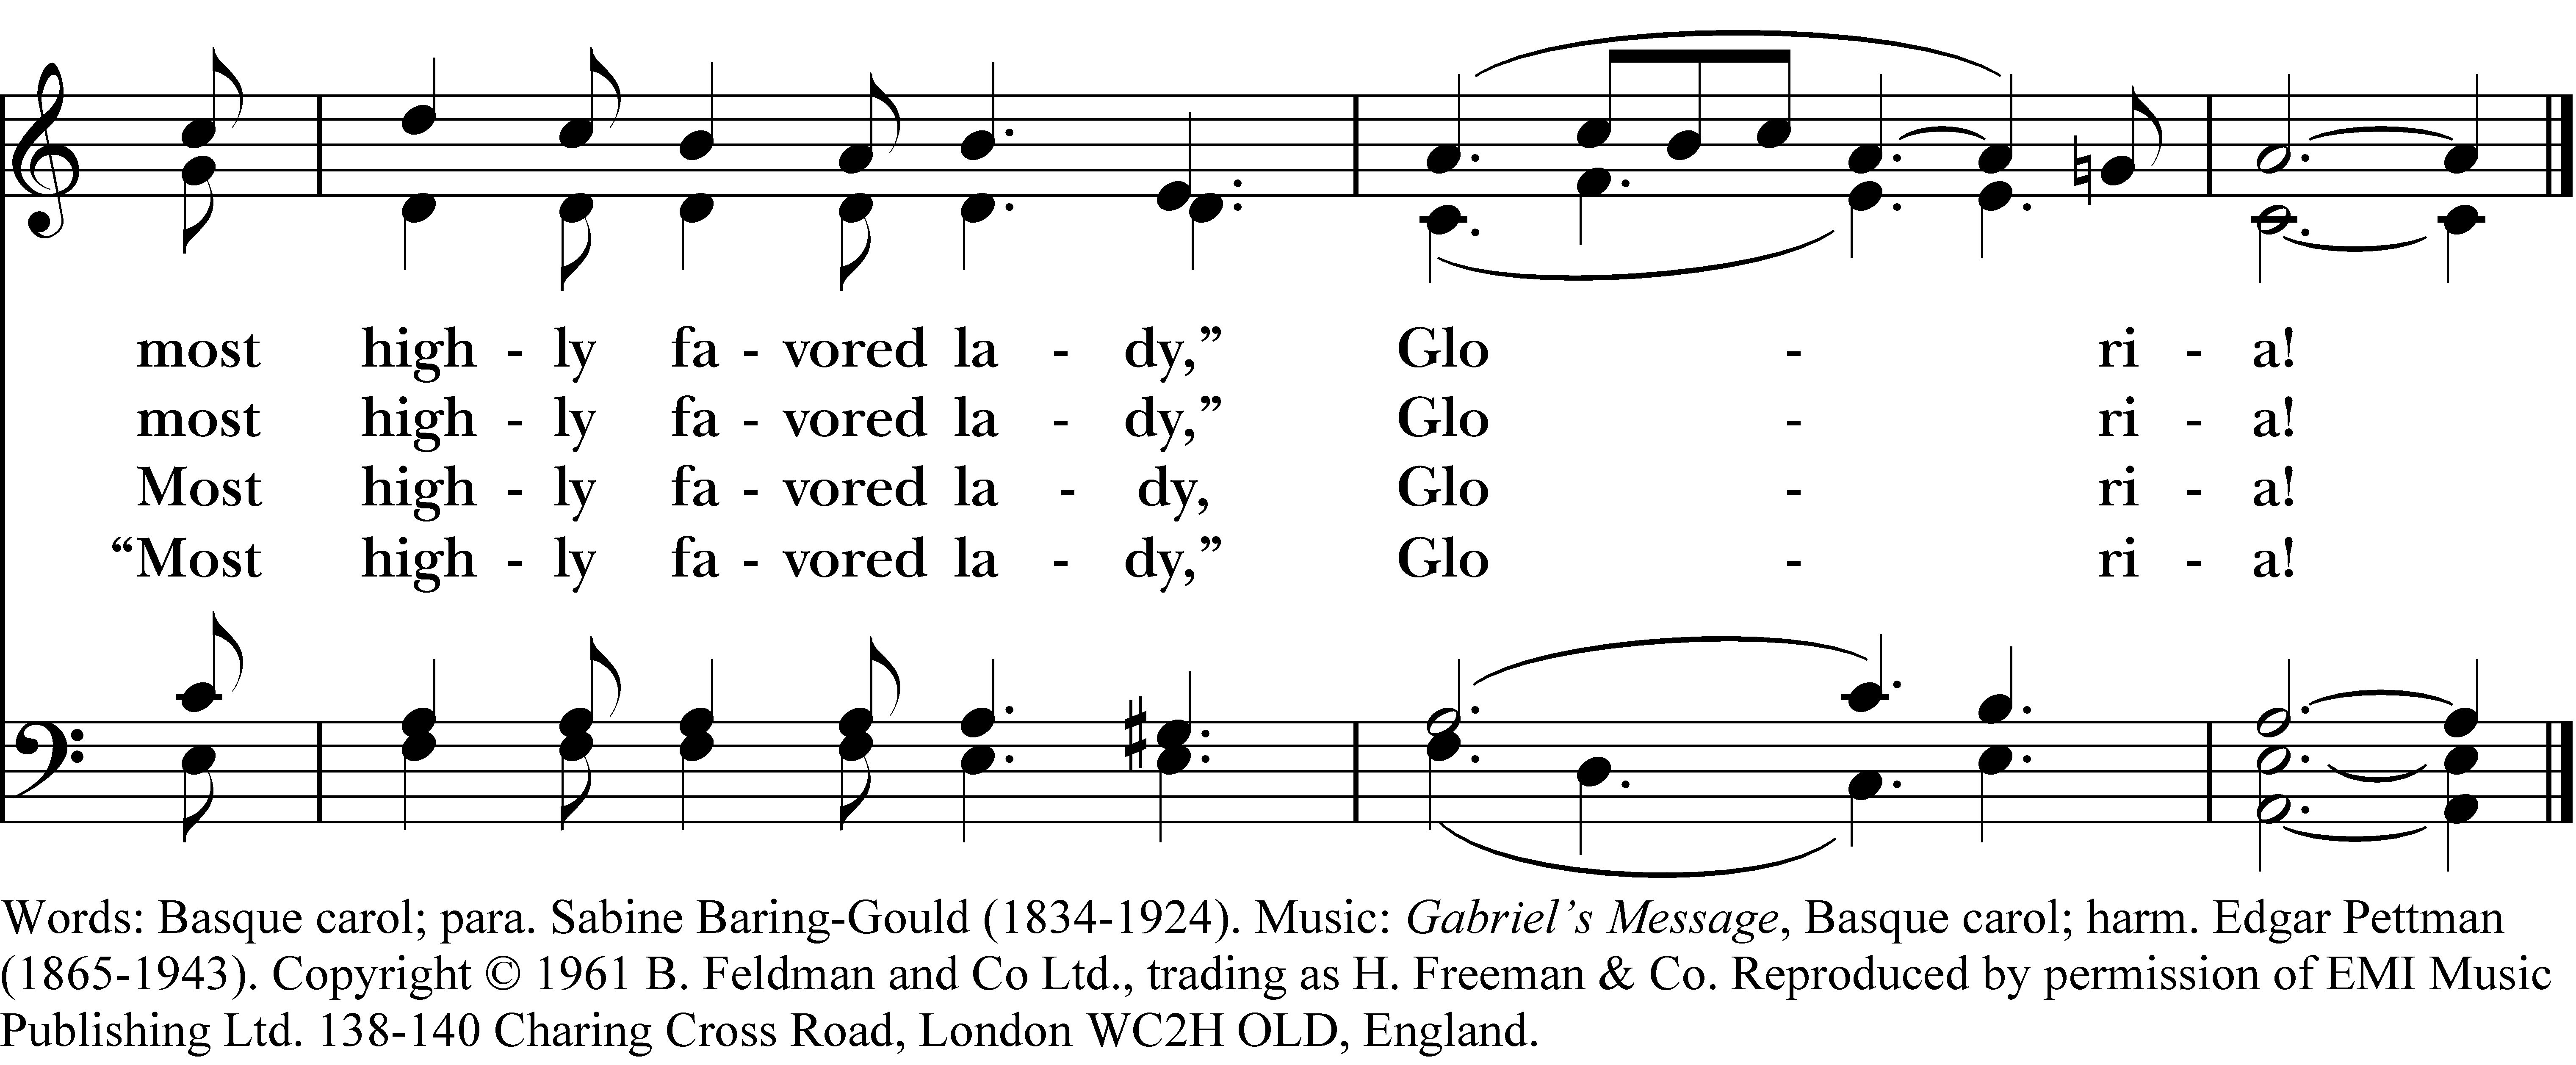 most high - ly fa - vored la - dy,” Glo - ri - a!
most high - ly fa - vored la - dy,” Glo - ri - a!
Most high - ly fa - vored la - dy, Glo - ri - a!
“Most high - ly fa - vored la - dy,” Glo - ri - a!
Words: Basque carol; para. Sabine Baring-Gould (1834-1924). Music: Gabriel’s Message, Basque carol; harm. Edgar Pettman
(1865-1943). Copyright © 1961 B. Feldman and Co Ltd., trading as H. Freeman & Co. Reproduced by permission of EMI Music
Publishing Ltd. 138-140 Charing Cross Road, London WC2H OLD, England.